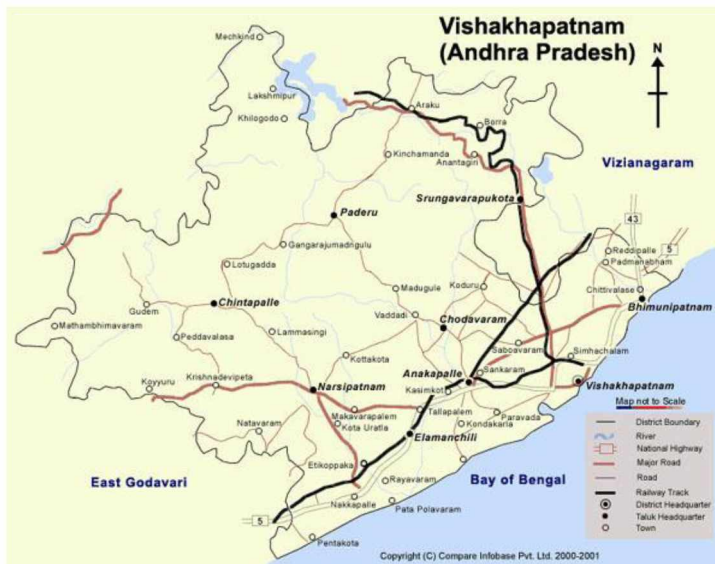 Vishakhapatnam
(Andhra Pradesh)
N
Mechkind
Lakshmipur
Khilogodo
Araku
Borra
Kinchamanda
Anantagiri
Vizianagaram
Srungavarapukota
Paderu
43
5
Reddipalle
Padmanabham
Gangarajumadngulu
Lotugadda
Madugule
Koduru
Chittivalase
Bhimunipatnam
Gudem
Chintapalle
Vaddadi
Chodavaram
Mathambhimavaram
Peddavalasa
Lammasingi
Saboavaram
Kottakota
Simhachalam
Anakapalle
Sankaram
Koyyuru
Krishnadevipeta
Narsipatnam
Kasimkot
Vishakhapatnam
Map not to Scale
Makavarapalem
Tallapalem
Paravada
Natavaram
Kota Uratla
Kondakarla
Elamanchili
Etikoppaka
East Godavari
Rayavaram
Bay of Bengal
Nakkapalle
Pata Polavaram
5
Pentakota
District Boundary
River
National Highway
Major Road
Road
Railway Track
District Headquarter
Taluk Headquarter
Town
Copyright (C) Compare Infobase Pvt. Ltd. 2000-2001